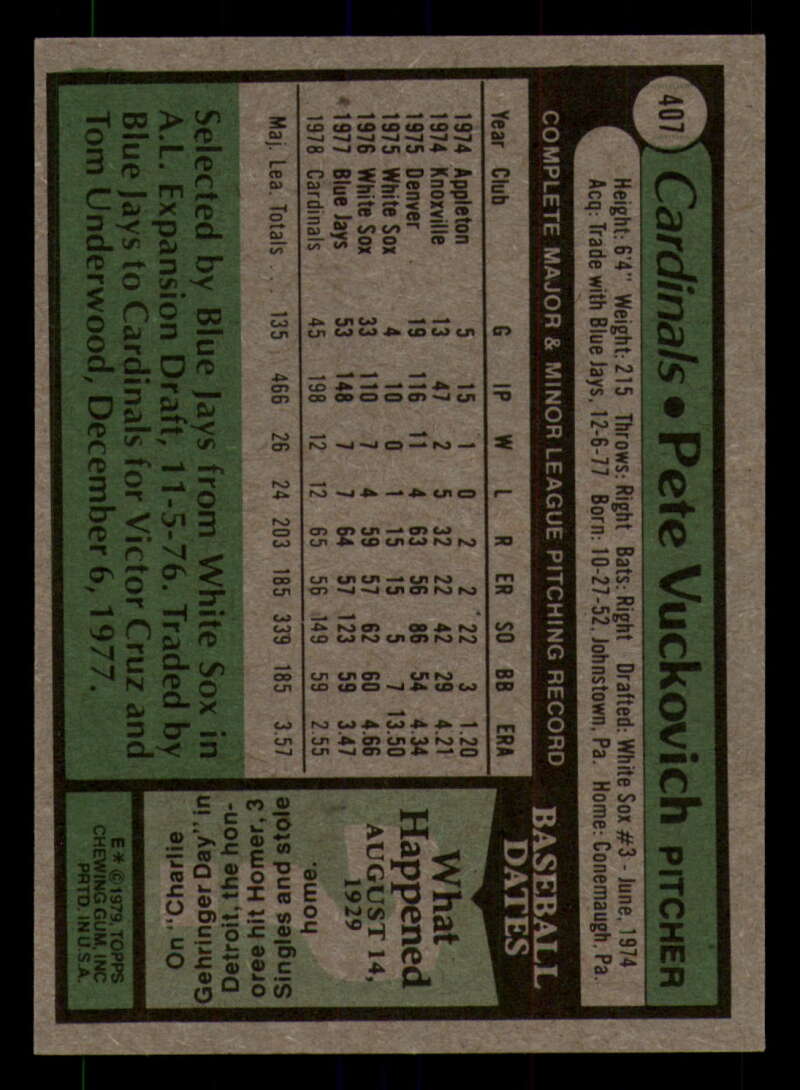 407
Cardinals • Pete Vuckovich PITCHER
Height: 6'4" Weight: 215 Throws: Right Bats: Right Drafted: White Sox #3 - June, 1974
Acq: Trade with Blue Jays, 12-6-77 Born: 10-27-52, Johnstown, Pa. Home: Conemaugh, Pa.
COMPLETE MAJOR & MINOR LEAGUE PITCHING RECORD
Year Club G IP W L R ER SO BB ERA
1974 Appleton 5 15 1 0 2 2 22 3 1.20
1974 Knoxville 13 47 2 5 32 22 42 29 4.21
1975 Denver 19 116 11 4 63 56 86 54 4.34
1975 White Sox 4 10 0 1 15 15 5 7 13.50
1976 White Sox 33 110 7 4 59 57 62 60 4.66
1977 Blue Jays 53 148 7 7 64 57 123 59 3.47
1978 Cardinals 45 198 12 12 65 56 149 59 2.55
Maj. Lea. Totals . . . 135 466 26 24 203 185 339 185 3.57
Selected by Blue Jays from White Sox in
A.L. Expansion Draft, 11-5-76. Traded by
Blue Jays to Cardinals for Victor Cruz and
Tom Underwood, December 6, 1977.
BASEBALL
DATES
What
Happened
AUGUST 14,
1929
On "Charlie
Gehringer Day" in
Detroit, the hon-
oree hit Homer, 3
Singles and stole
home.
E * © 1979, TOPPS
CHEWING GUM, INC
PRTD. IN U.S.A.